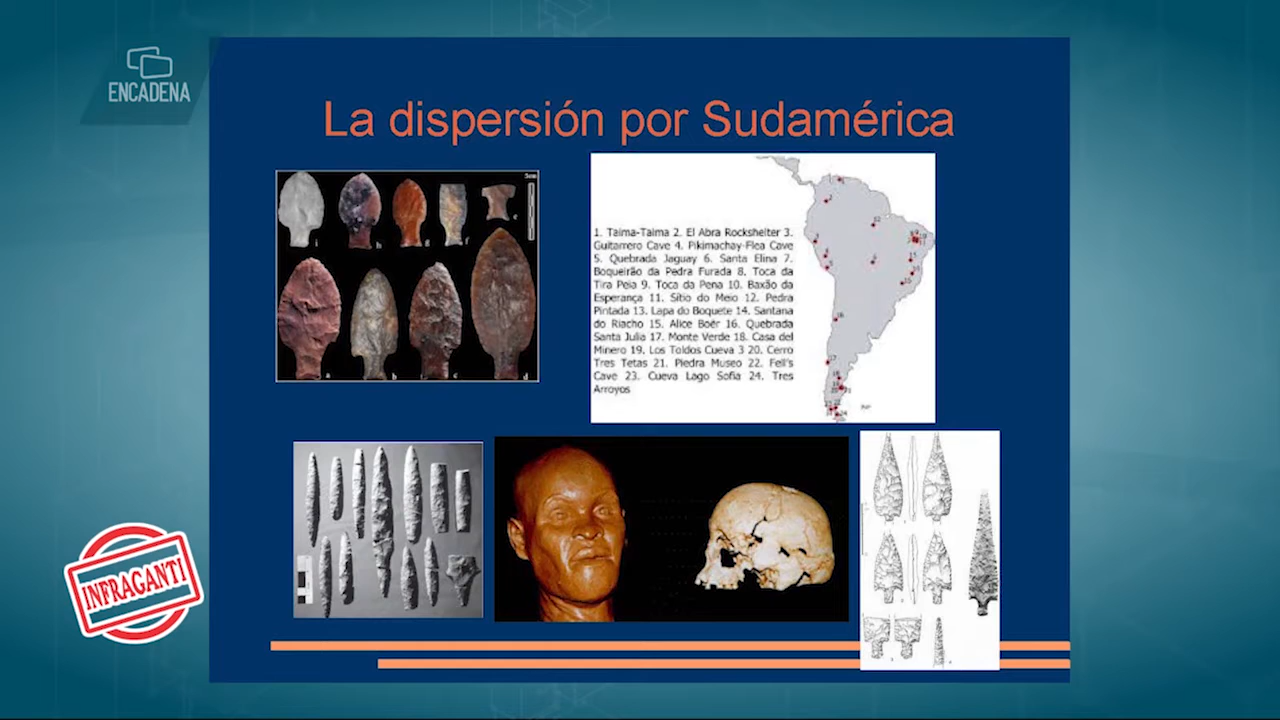 ENCADENA
La dispersión por Sudamérica
5cm
1. Taima-Taima 2. El Abra Rockshelter 3.
Guitarrero Cave 4. Pikimachay-Flea Cave
5. Quebrada Jaguay 6. Santa Elina 7.
Boqueirão da Pedra Furada 8. Toca da
Tira Peia 9. Toca da Pena 10. Baxão da
Esperança 11. Sítio do Meio 12. Pedra
Pintada 13. Lapa do Boquete 14. Santana
do Riacho 15. Alice Boër 16. Quebrada
Santa Julia 17. Monte Verde 18. Casa del
Minero 19. Los Toldos Cueva 3 20. Cerro
Tres Tetas 21. Piedra Museo 22. Fell's
Cave 23. Cueva Lago Sofia 24. Tres
Arroyos
a b c d
INFRAGANTI